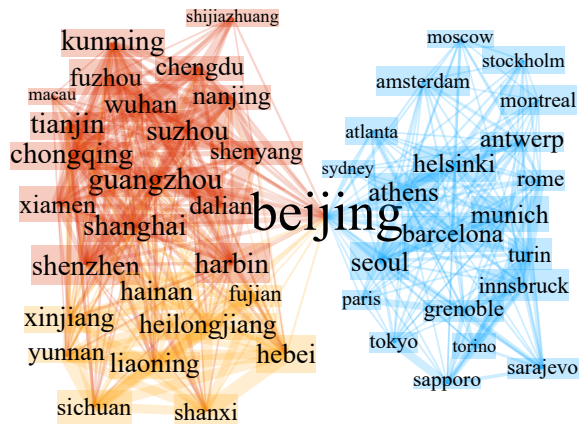 shijiazhuang
kunming
moscow
stockholm
fuzhou
chengdu
amsterdam
macau
wuhan
nanjing
montreal
tianjin
suzhou
atlanta
antwerp
chongqing
shenyang
helsinki
guangzhou
sydney
rome
xiamen
dalian
athens
shanghai
beijing
munich
barcelona
shenzhen
harbin
seoul
turin
hainan
fujian
innsbruck
xinjiang
heilongjiang
paris
grenoble
yunnan
liaoning
hebei
tokyo
torino
sarajevo
sichuan
shanxi
sapporo